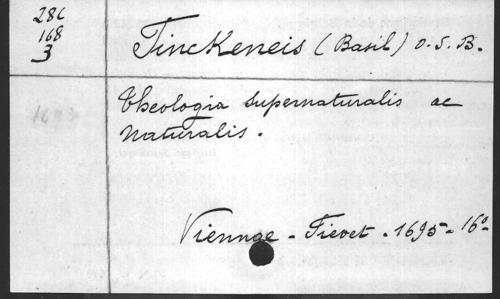 286
168
3
Tinckeneis (Basil) O.S.B.
Theologia Supernaturalis ac
naturalis.
Viennae - Fievet - 1695 - 16°